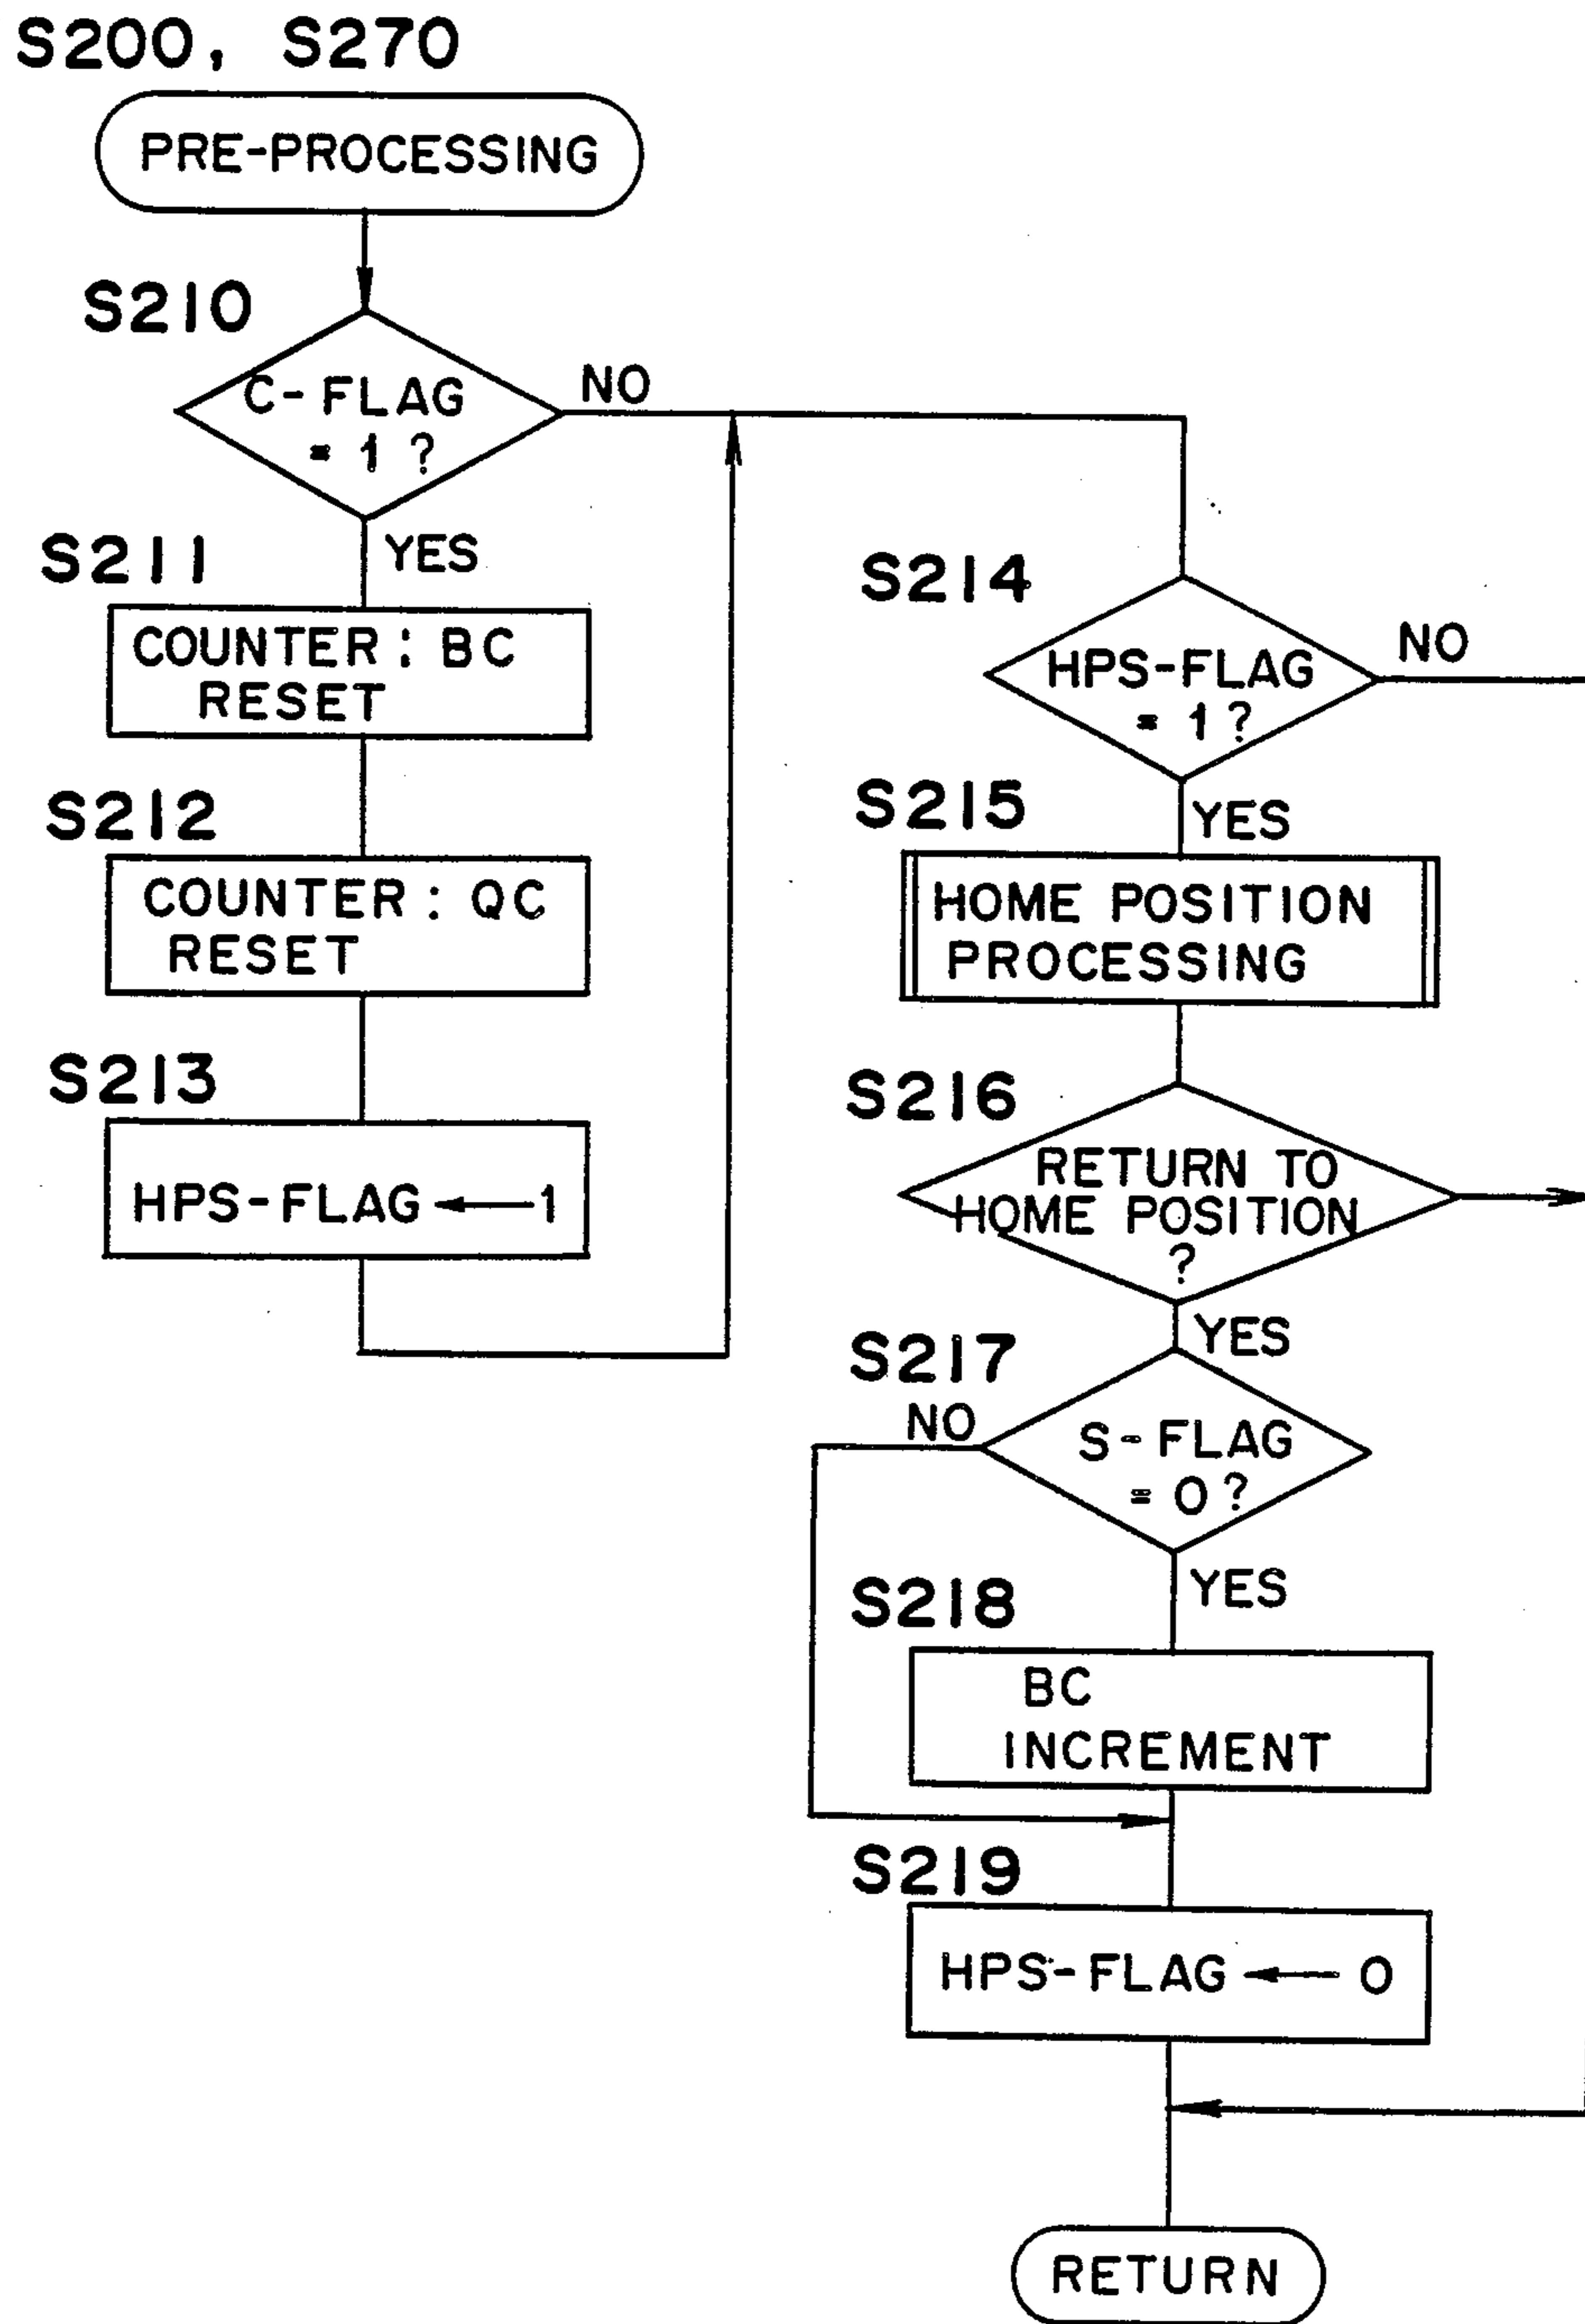 S200, S270
PRE-PROCESSING
S210
C-FLAG
= 1 ?
NO
YES
S211
COUNTER : BC
RESET
S212
COUNTER : QC
RESET
S213
HPS-FLAG ← 1
S214
HPS-FLAG
= 1 ?
NO
YES
S215
HOME POSITION
PROCESSING
S216
RETURN TO
HOME POSITION
?
YES
S217
NO
S-FLAG
= 0 ?
YES
S218
BC
INCREMENT
S219
HPS-FLAG ← 0
RETURN